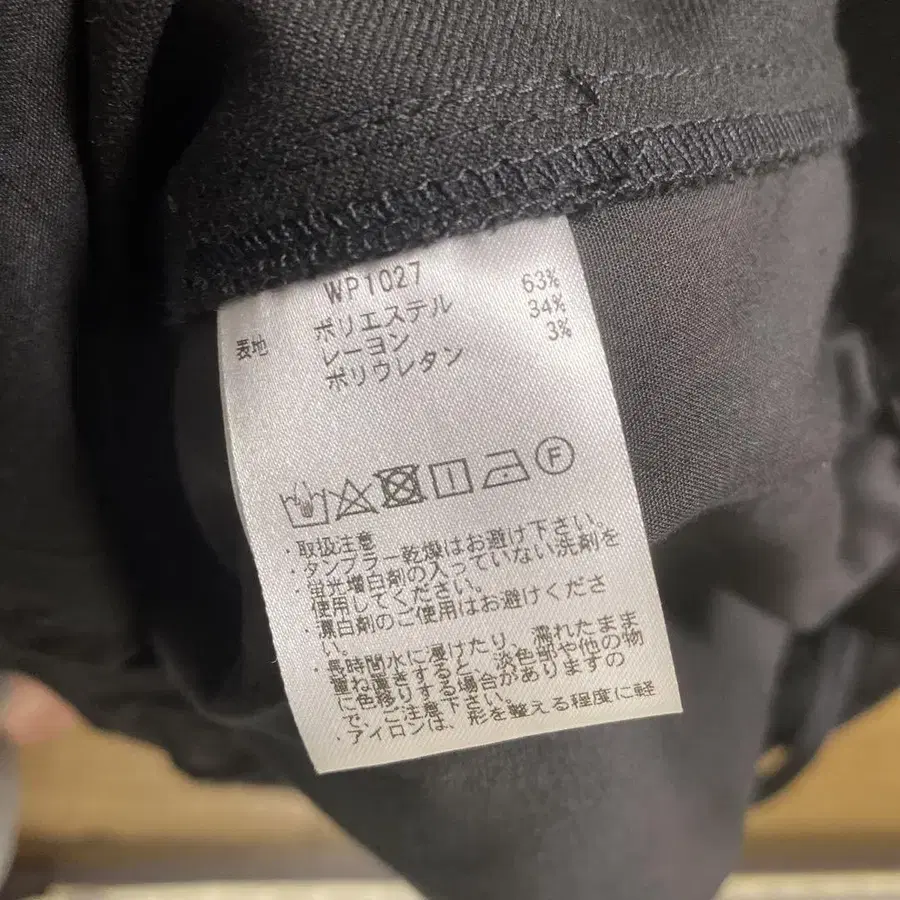 WP1027
表地 ポリエステル 63%
レーヨン 34%
ポリウレタン 3%
F
・取扱注意
・タンブラー乾燥はお避け下さい。
・蛍光増白剤の入っていない洗剤を
使用してください。
・漂白剤のご使用はお避けくださ
い。
・長時間水に浸けたり、濡れたまま
重ね置きすると、淡色部や他の物
に色移りする場合がありますの
で、ご注意下さい。
・アイロンは、形を整える程度に軽